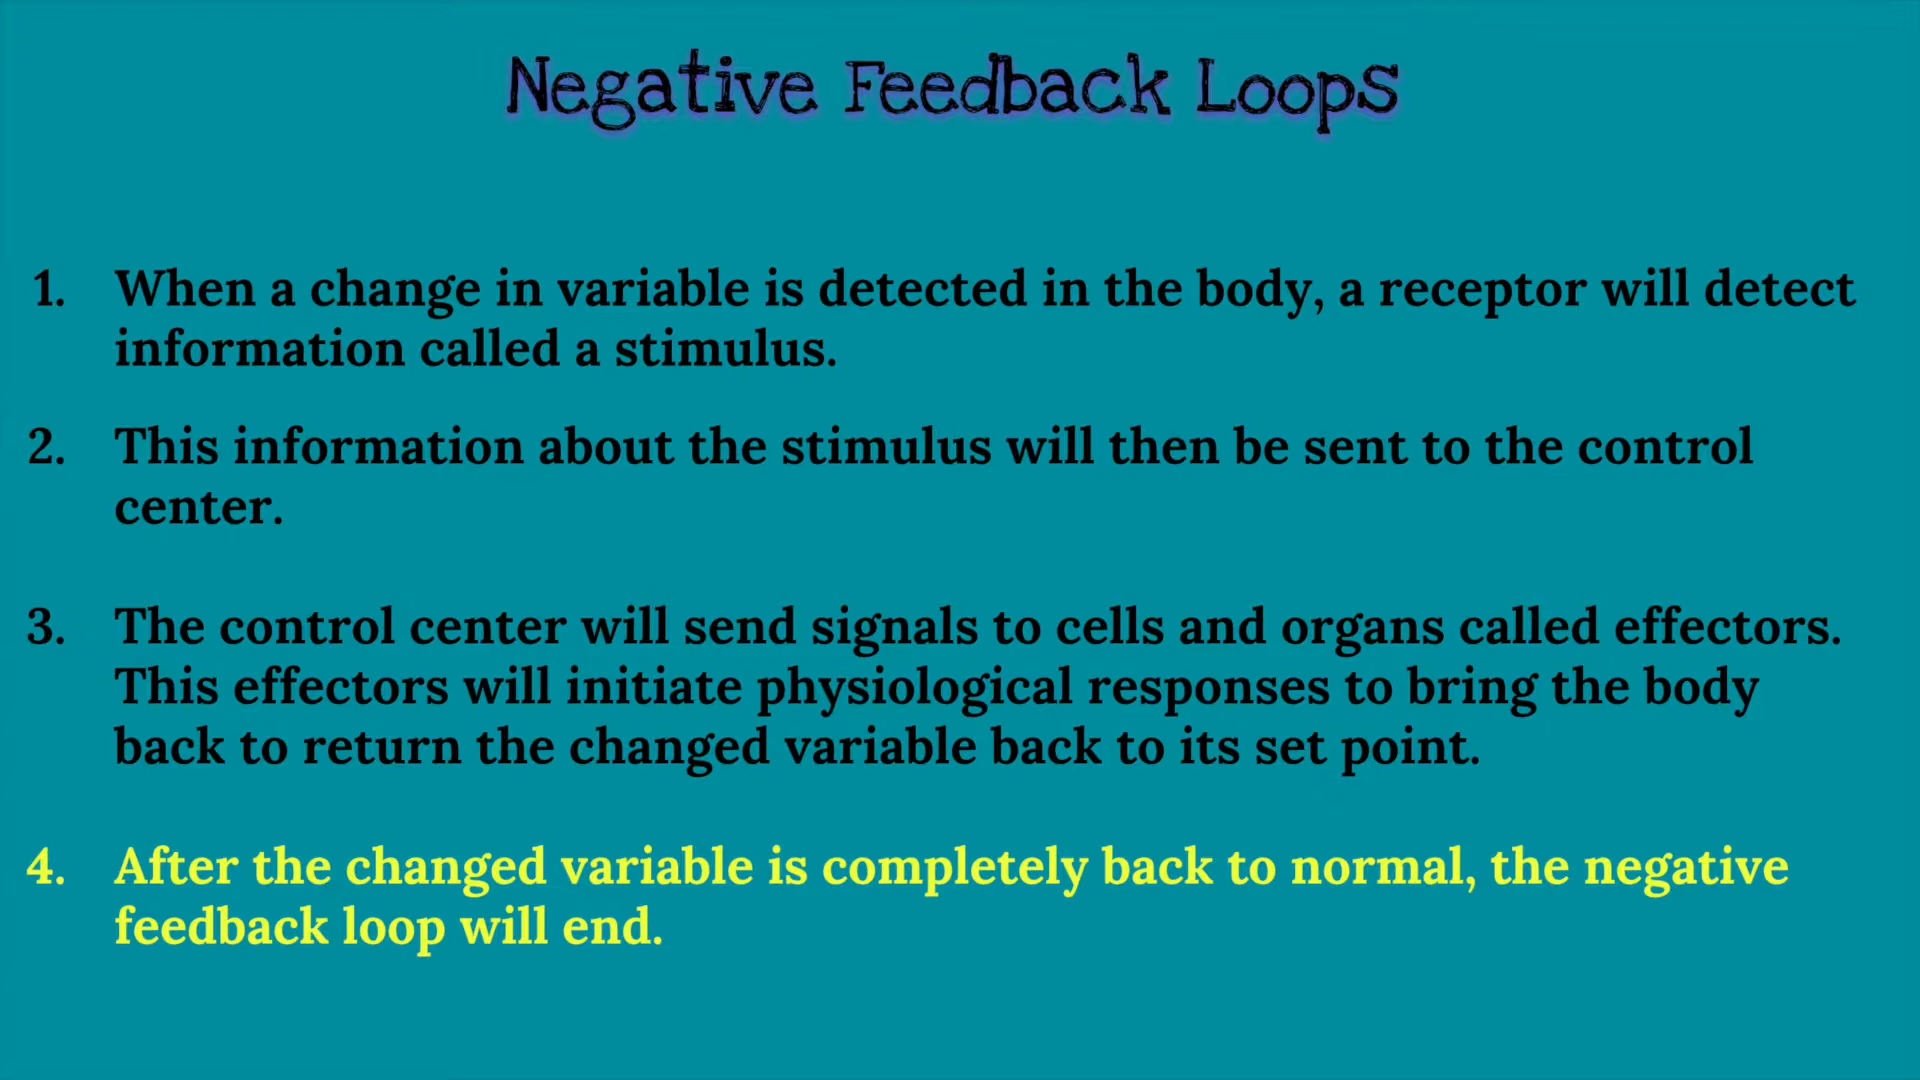 Negative Feedback Loops
1. When a change in variable is detected in the body, a receptor will detect
information called a stimulus.
2. This information about the stimulus will then be sent to the control
center.
3. The control center will send signals to cells and organs called effectors.
This effectors will initiate physiological responses to bring the body
back to return the changed variable back to its set point.
4. After the changed variable is completely back to normal, the negative
feedback loop will end.